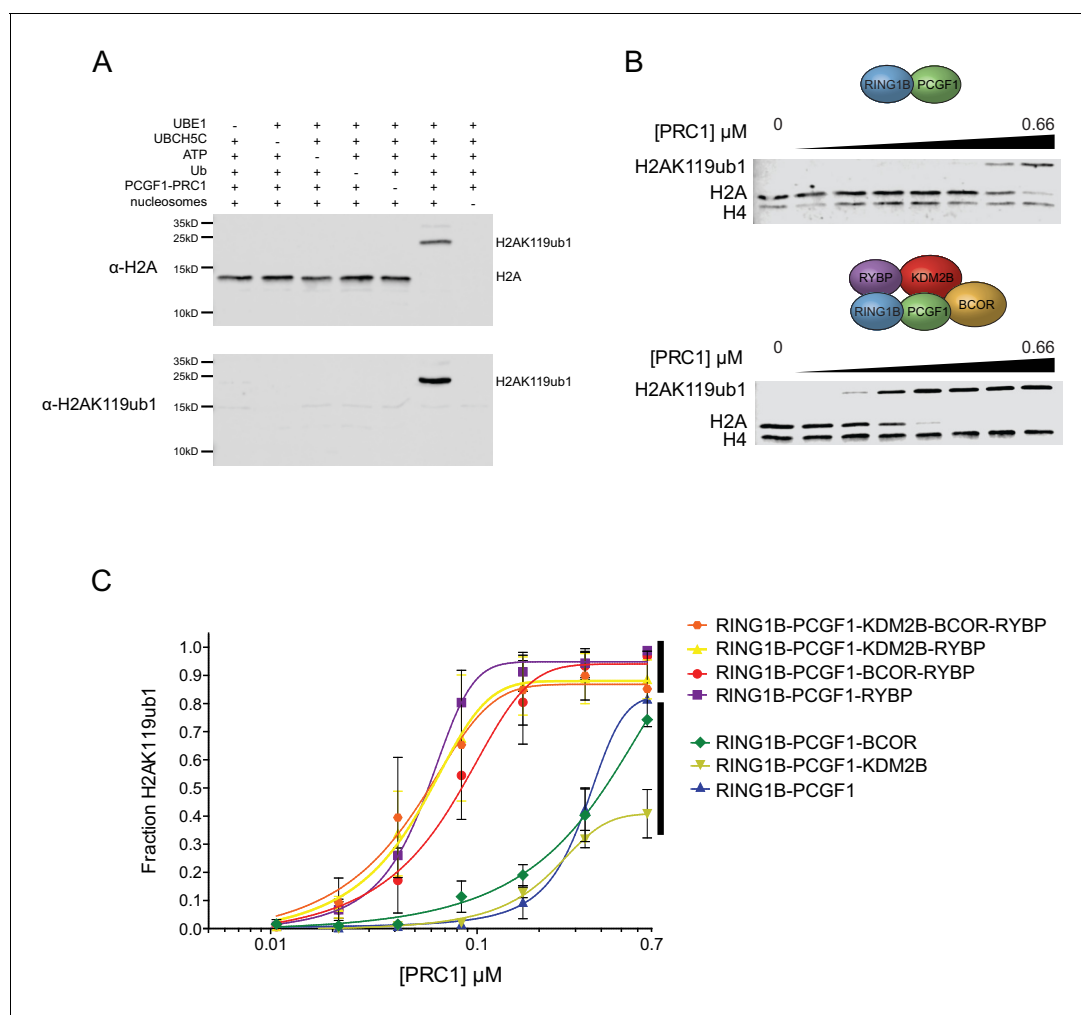 A
UBE1 - + + + + + +
UBCH5C + - + + + + +
ATP + + - + + + +
Ub + + + - + + +
PCGF1-PRC1 + + + + - + +
nucleosomes + + + + + + -
α-H2A
35kD
25kD
15kD
10kD
H2AK119ub1
H2A
α-H2AK119ub1
35kD
25kD
15kD
10kD
H2AK119ub1
B
RING1B PCGF1
[PRC1] µM 0 0.66
H2AK119ub1
H2A
H4
RYBP KDM2B
RING1B PCGF1 BCOR
[PRC1] µM 0 0.66
H2AK119ub1
H2A
H4
C
Fraction H2AK119ub1
1.0
0.9
0.8
0.7
0.6
0.5
0.4
0.3
0.2
0.1
0.0
0.01 0.1 0.7
[PRC1] µM
RING1B-PCGF1-KDM2B-BCOR-RYBP
RING1B-PCGF1-KDM2B-RYBP
RING1B-PCGF1-BCOR-RYBP
RING1B-PCGF1-RYBP
RING1B-PCGF1-BCOR
RING1B-PCGF1-KDM2B
RING1B-PCGF1